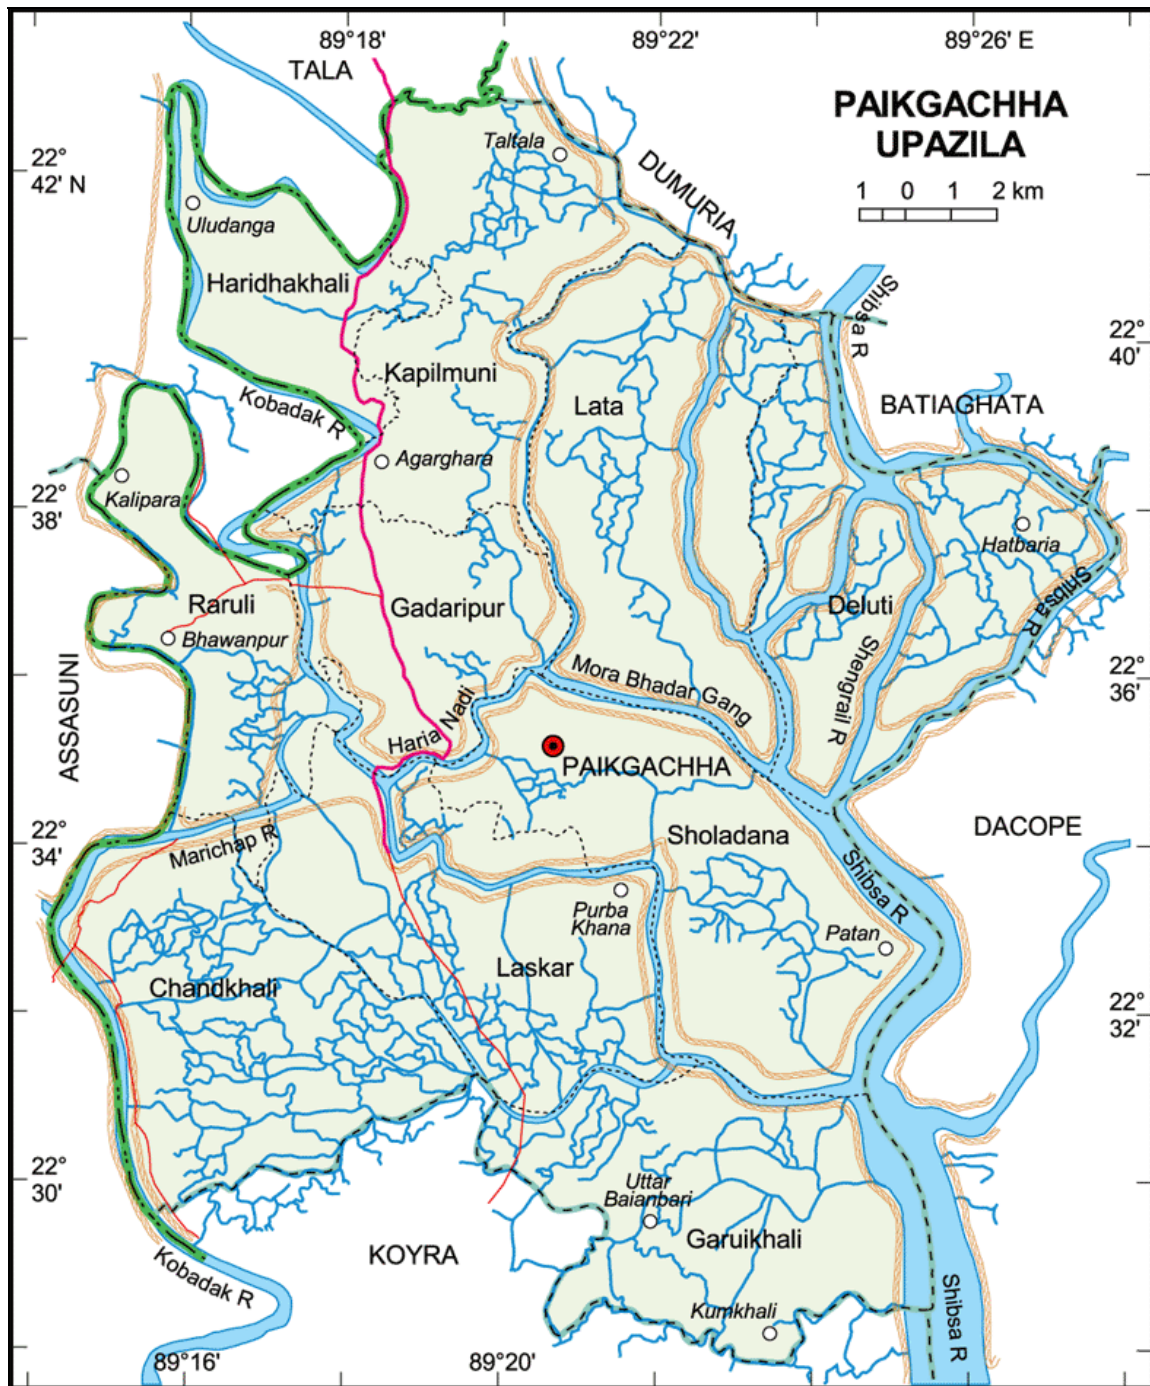 89°18'
89°22'
89°26' E
TALA
PAIKGACHHA
UPAZILA
1 0 1 2 km
22°
42' N
Taltala
DUMURIA
Uludanga
Haridhakhali
Shibsa R
22°
40'
Kapilmuni
Kobadak R
Lata
BATIAGHATA
Agarghara
Kalipara
22°
38'
Hatbaria
Raruli
Gadaripur
Deluti
Shibsa R
Bhawanpur
ASSASUNI
Mora Bhadar Gang
Shengrail R
22°
36'
Haria Nadi
PAIKGACHHA
22°
34'
Marichap R
Sholadana
DACOPE
Shibsa R
Purba
Khana
Patan
Chandkhali
Laskar
22°
32'
22°
30'
Uttar
Baianbari
Garuikhali
KOYRA
Kobadak R
Kumkhali
Shibsa R
89°16'
89°20'